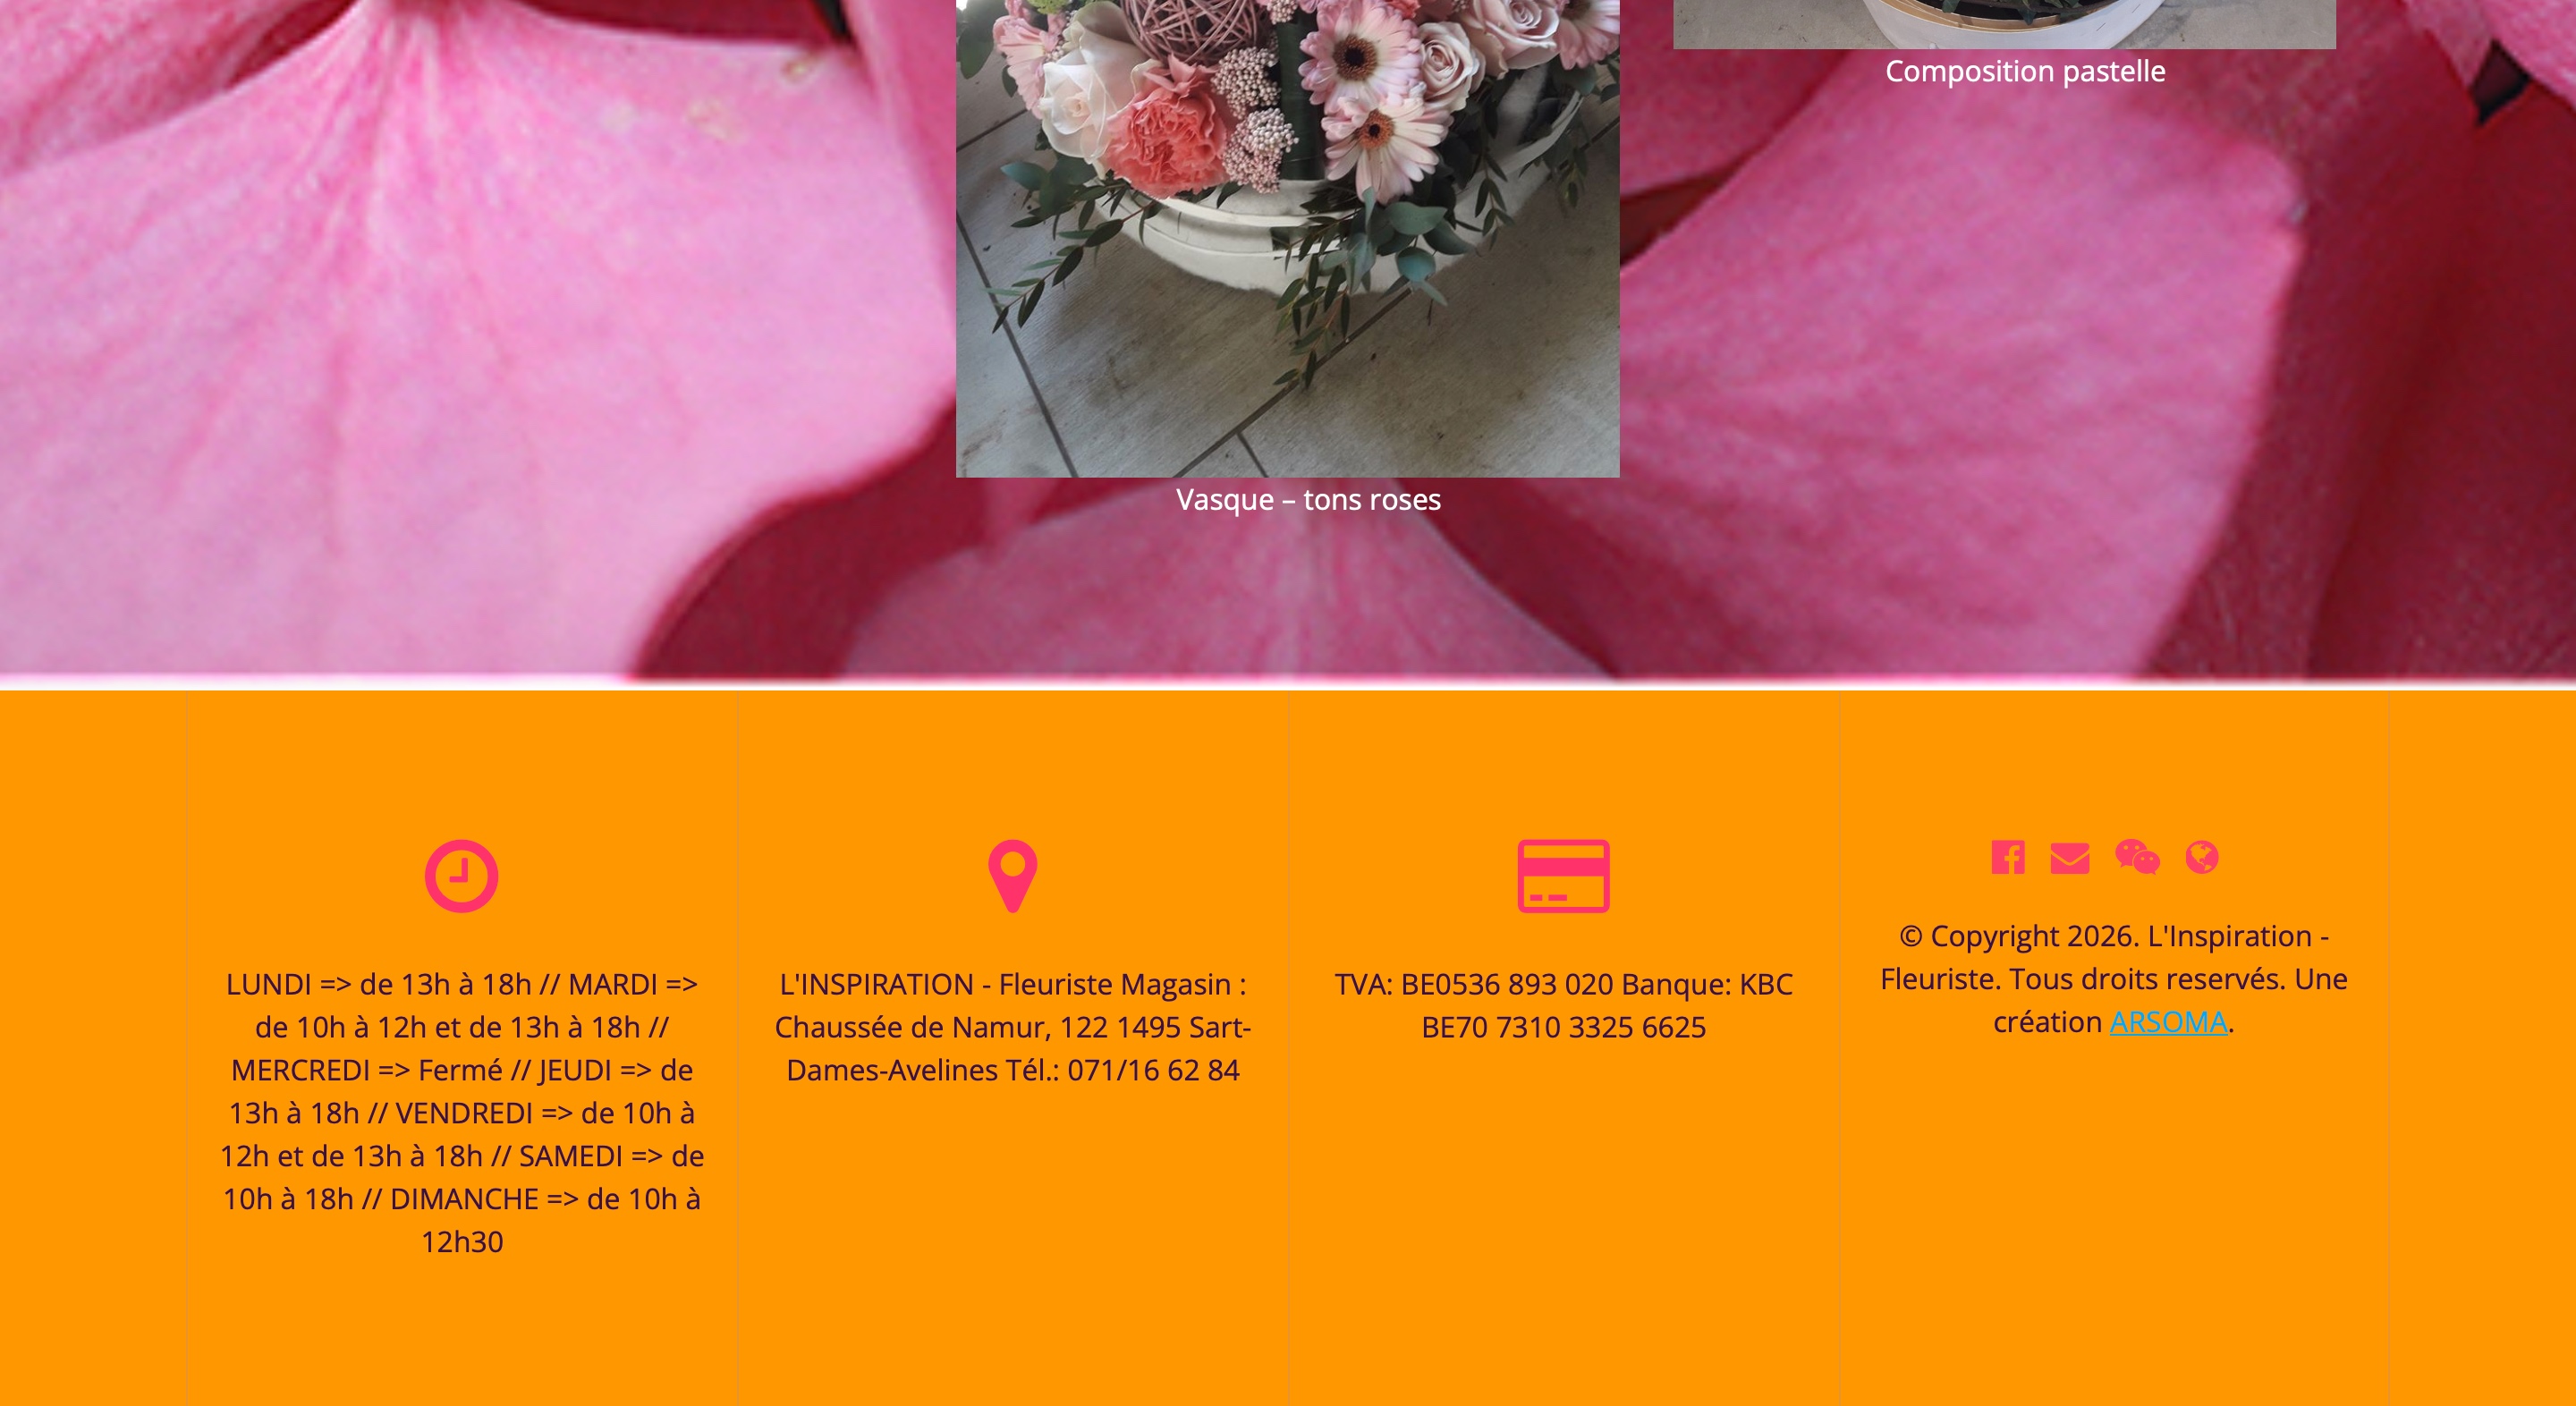 Composition pastelle
Vasque – tons roses
LUNDI => de 13h à 18h // MARDI =>
de 10h à 12h et de 13h à 18h //
MERCREDI => Fermé // JEUDI => de
13h à 18h // VENDREDI => de 10h à
12h et de 13h à 18h // SAMEDI => de
10h à 18h // DIMANCHE => de 10h à
12h30
L'INSPIRATION - Fleuriste Magasin :
Chaussée de Namur, 122 1495 Sart-
Dames-Avelines Tél.: 071/16 62 84
TVA: BE0536 893 020 Banque: KBC
BE70 7310 3325 6625
© Copyright 2026. L'Inspiration -
Fleuriste. Tous droits reservés. Une
création ARSOMA.